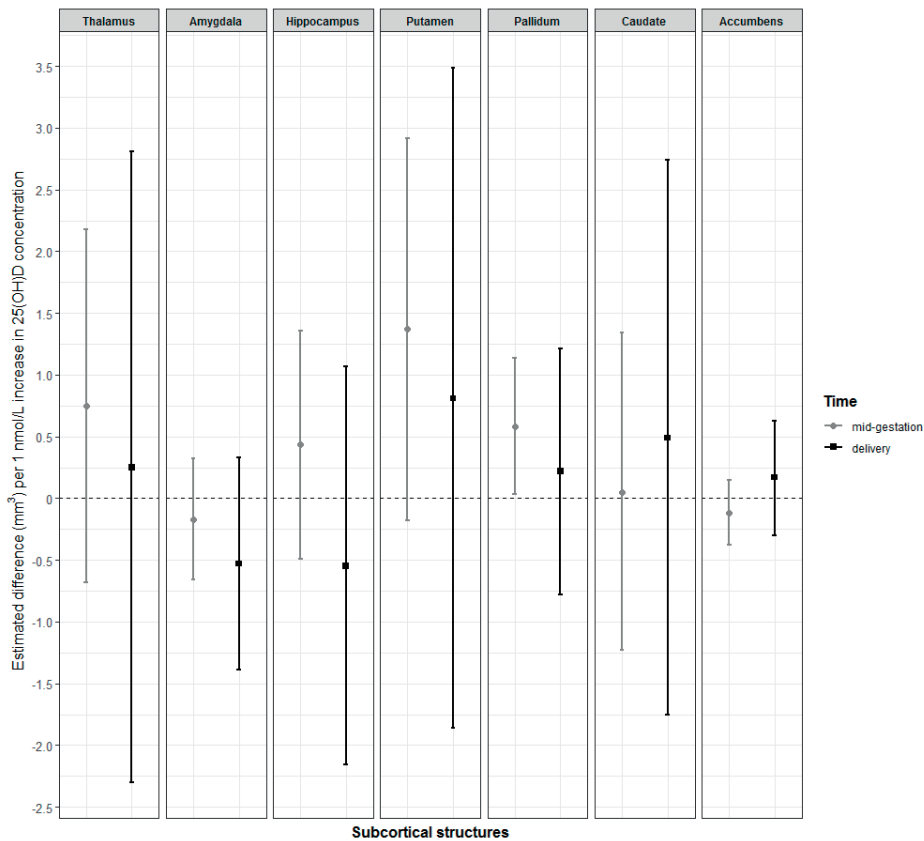 Thalamus Amygdala Hippocampus Putamen Pallidum Caudate Accumbens
Estimated difference (mm³) per 1 nmol/L increase in 25(OH)D concentration
3.5
3.0
2.5
2.0
1.5
1.0
0.5
0
-0.5
-1.0
-1.5
-2.0
-2.5
Subcortical structures
Time
mid-gestation
delivery